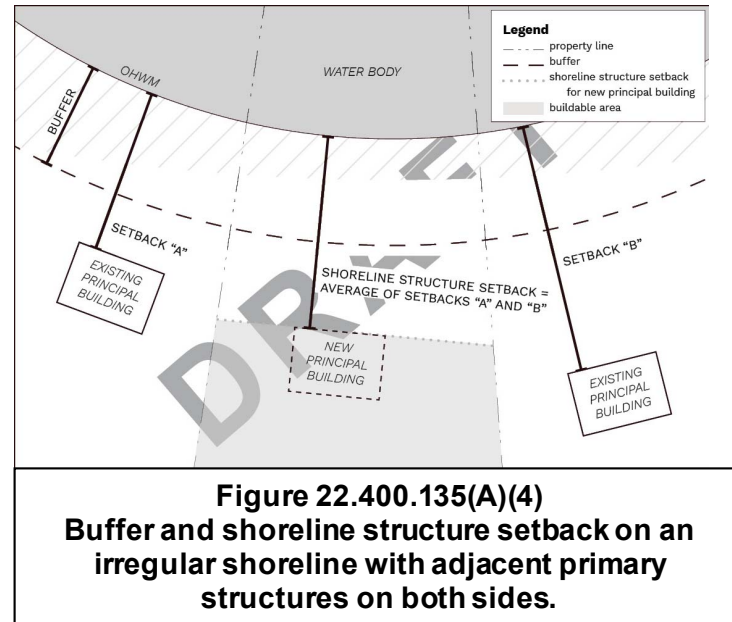 Legend
property line
buffer
shoreline structure setback
for new principal building
buildable area
OHWM
WATER BODY
BUFFER
SETBACK "A"
SETBACK "B"
EXISTING
PRINCIPAL
BUILDING
SHORELINE STRUCTURE SETBACK =
AVERAGE OF SETBACKS "A" AND "B"
NEW
PRINCIPAL
BUILDING
EXISTING
PRINCIPAL
BUILDING
DRAFT
Figure 22.400.135(A)(4)
Buffer and shoreline structure setback on an
irregular shoreline with adjacent primary
structures on both sides.